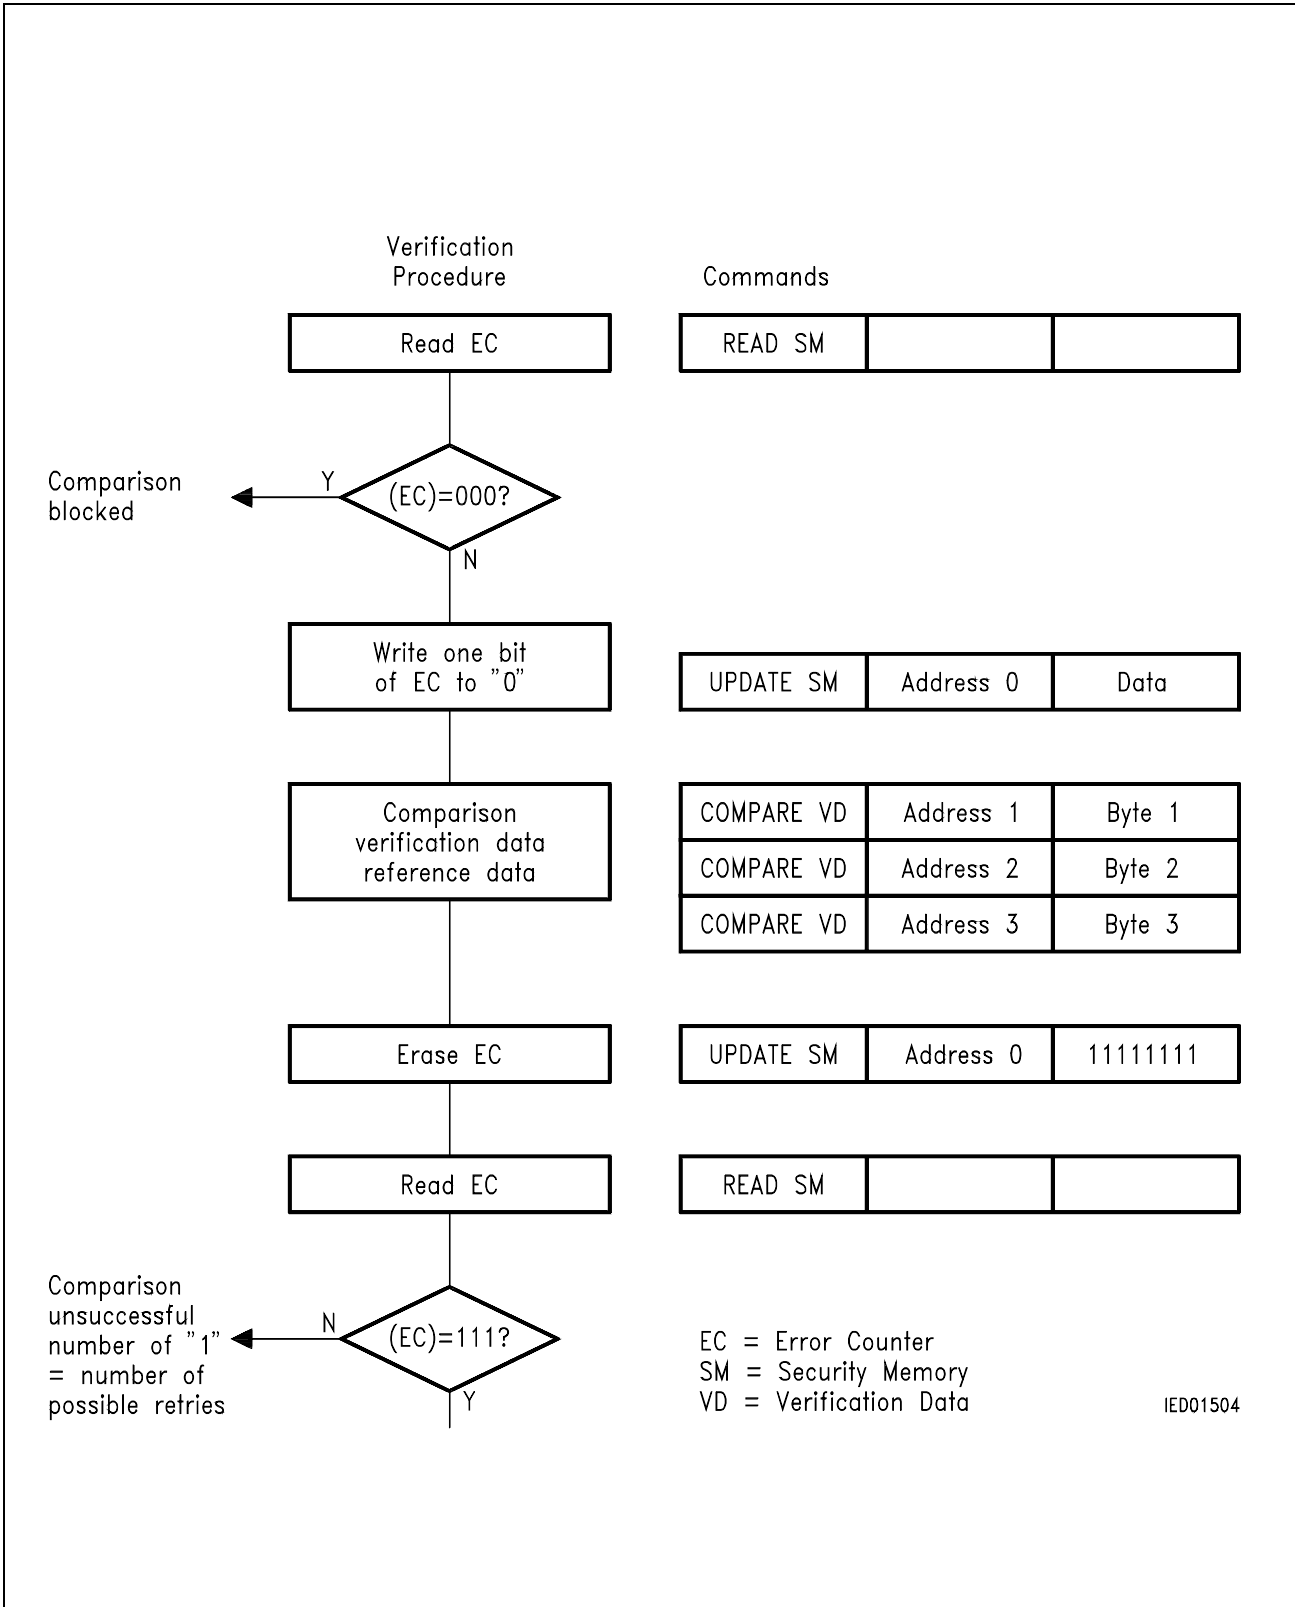 Verification
Procedure
Commands
Read EC
READ SM
Comparison
blocked
Y
(EC)=000?
N
Write one bit
of EC to "0"
UPDATE SM Address 0 Data
Comparison
verification data
reference data
COMPARE VD Address 1 Byte 1
COMPARE VD Address 2 Byte 2
COMPARE VD Address 3 Byte 3
Erase EC
UPDATE SM Address 0 11111111
Read EC
READ SM
Comparison
unsuccessful
number of "1"
= number of
possible retries
N
(EC)=111?
Y
EC = Error Counter
SM = Security Memory
VD = Verification Data
IED01504